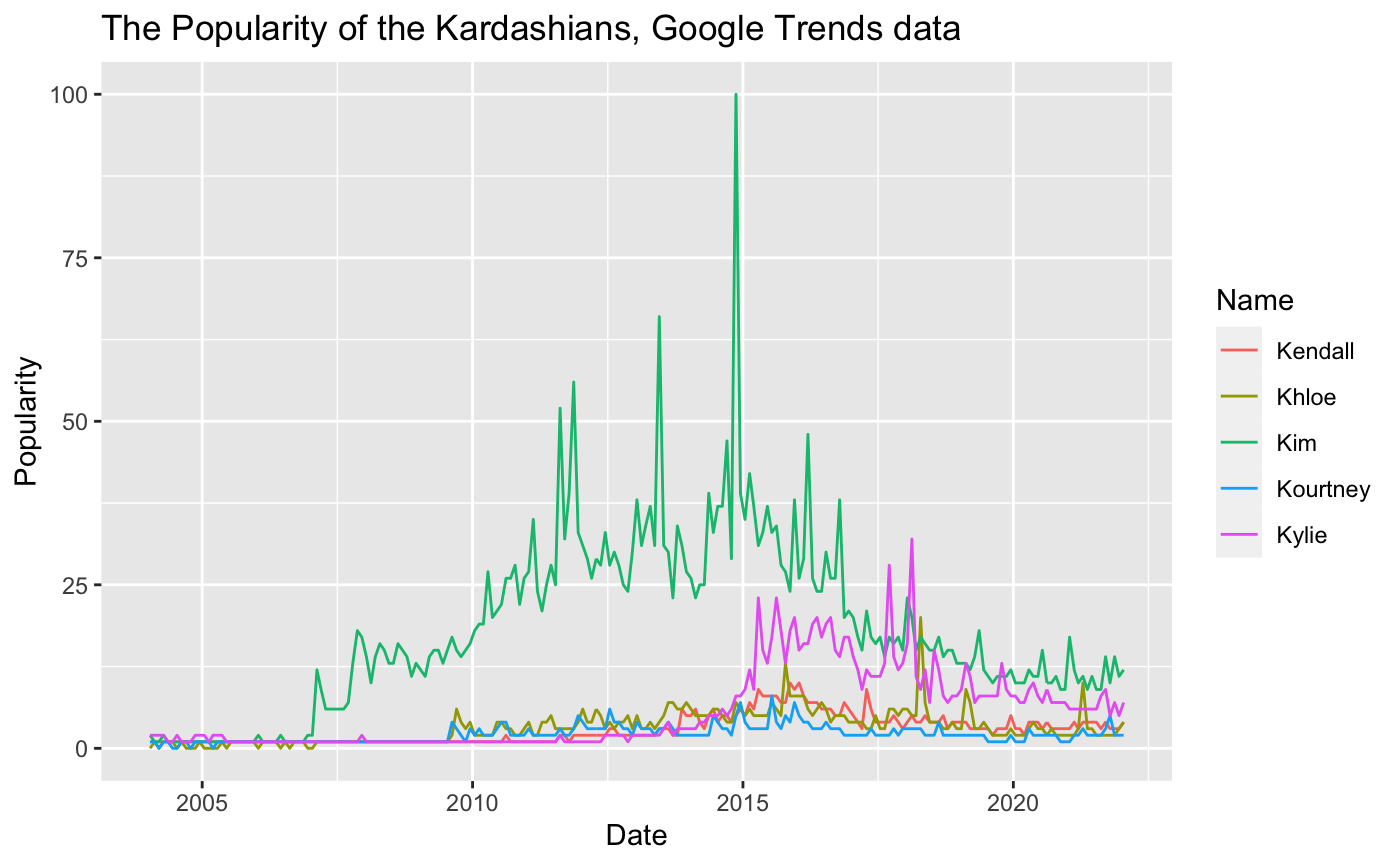 The Popularity of the Kardashians, Google Trends data
100
75
50
25
0
Popularity
2005
2010
2015
2020
Date
Name
Kendall
Khloe
Kim
Kourtney
Kylie